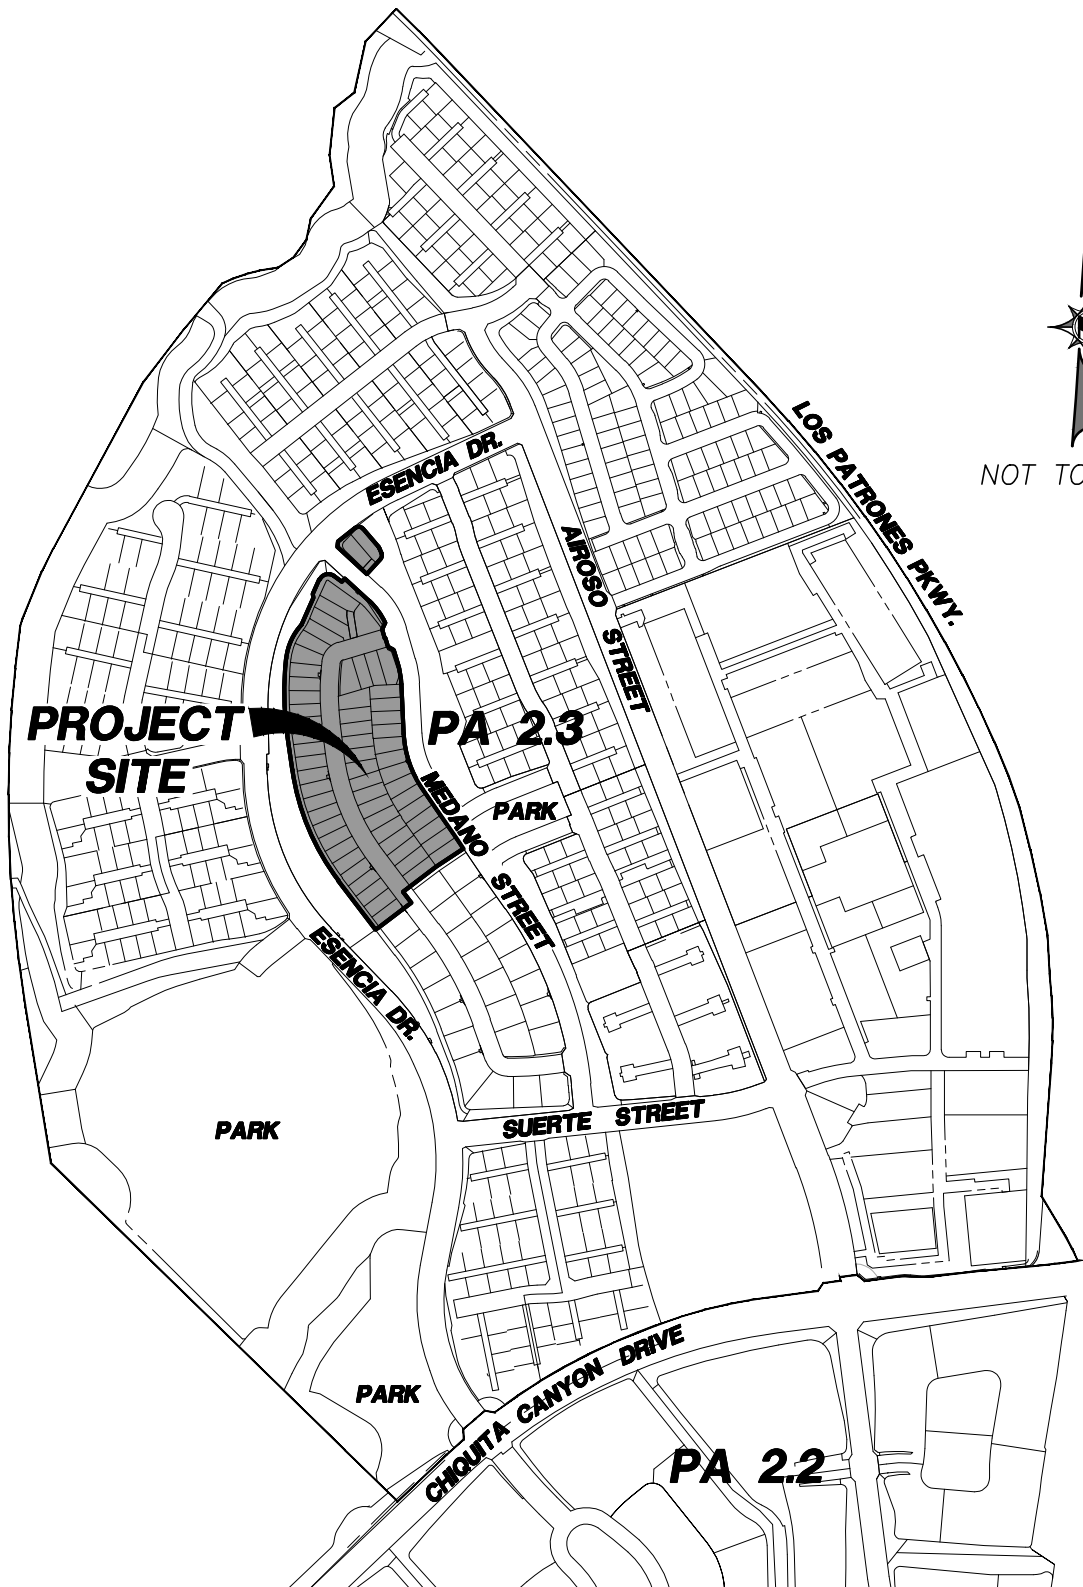 NOT TO
LOS PATRONES PKWY.
ESENCIA DR.
AIROSO STREET
PROJECT
SITE
PA 2.3
MEDANO STREET
PARK
ESENCIA DR.
PARK
SUERTE STREET
PARK
CHIQUITA CANYON DRIVE
PA 2.2